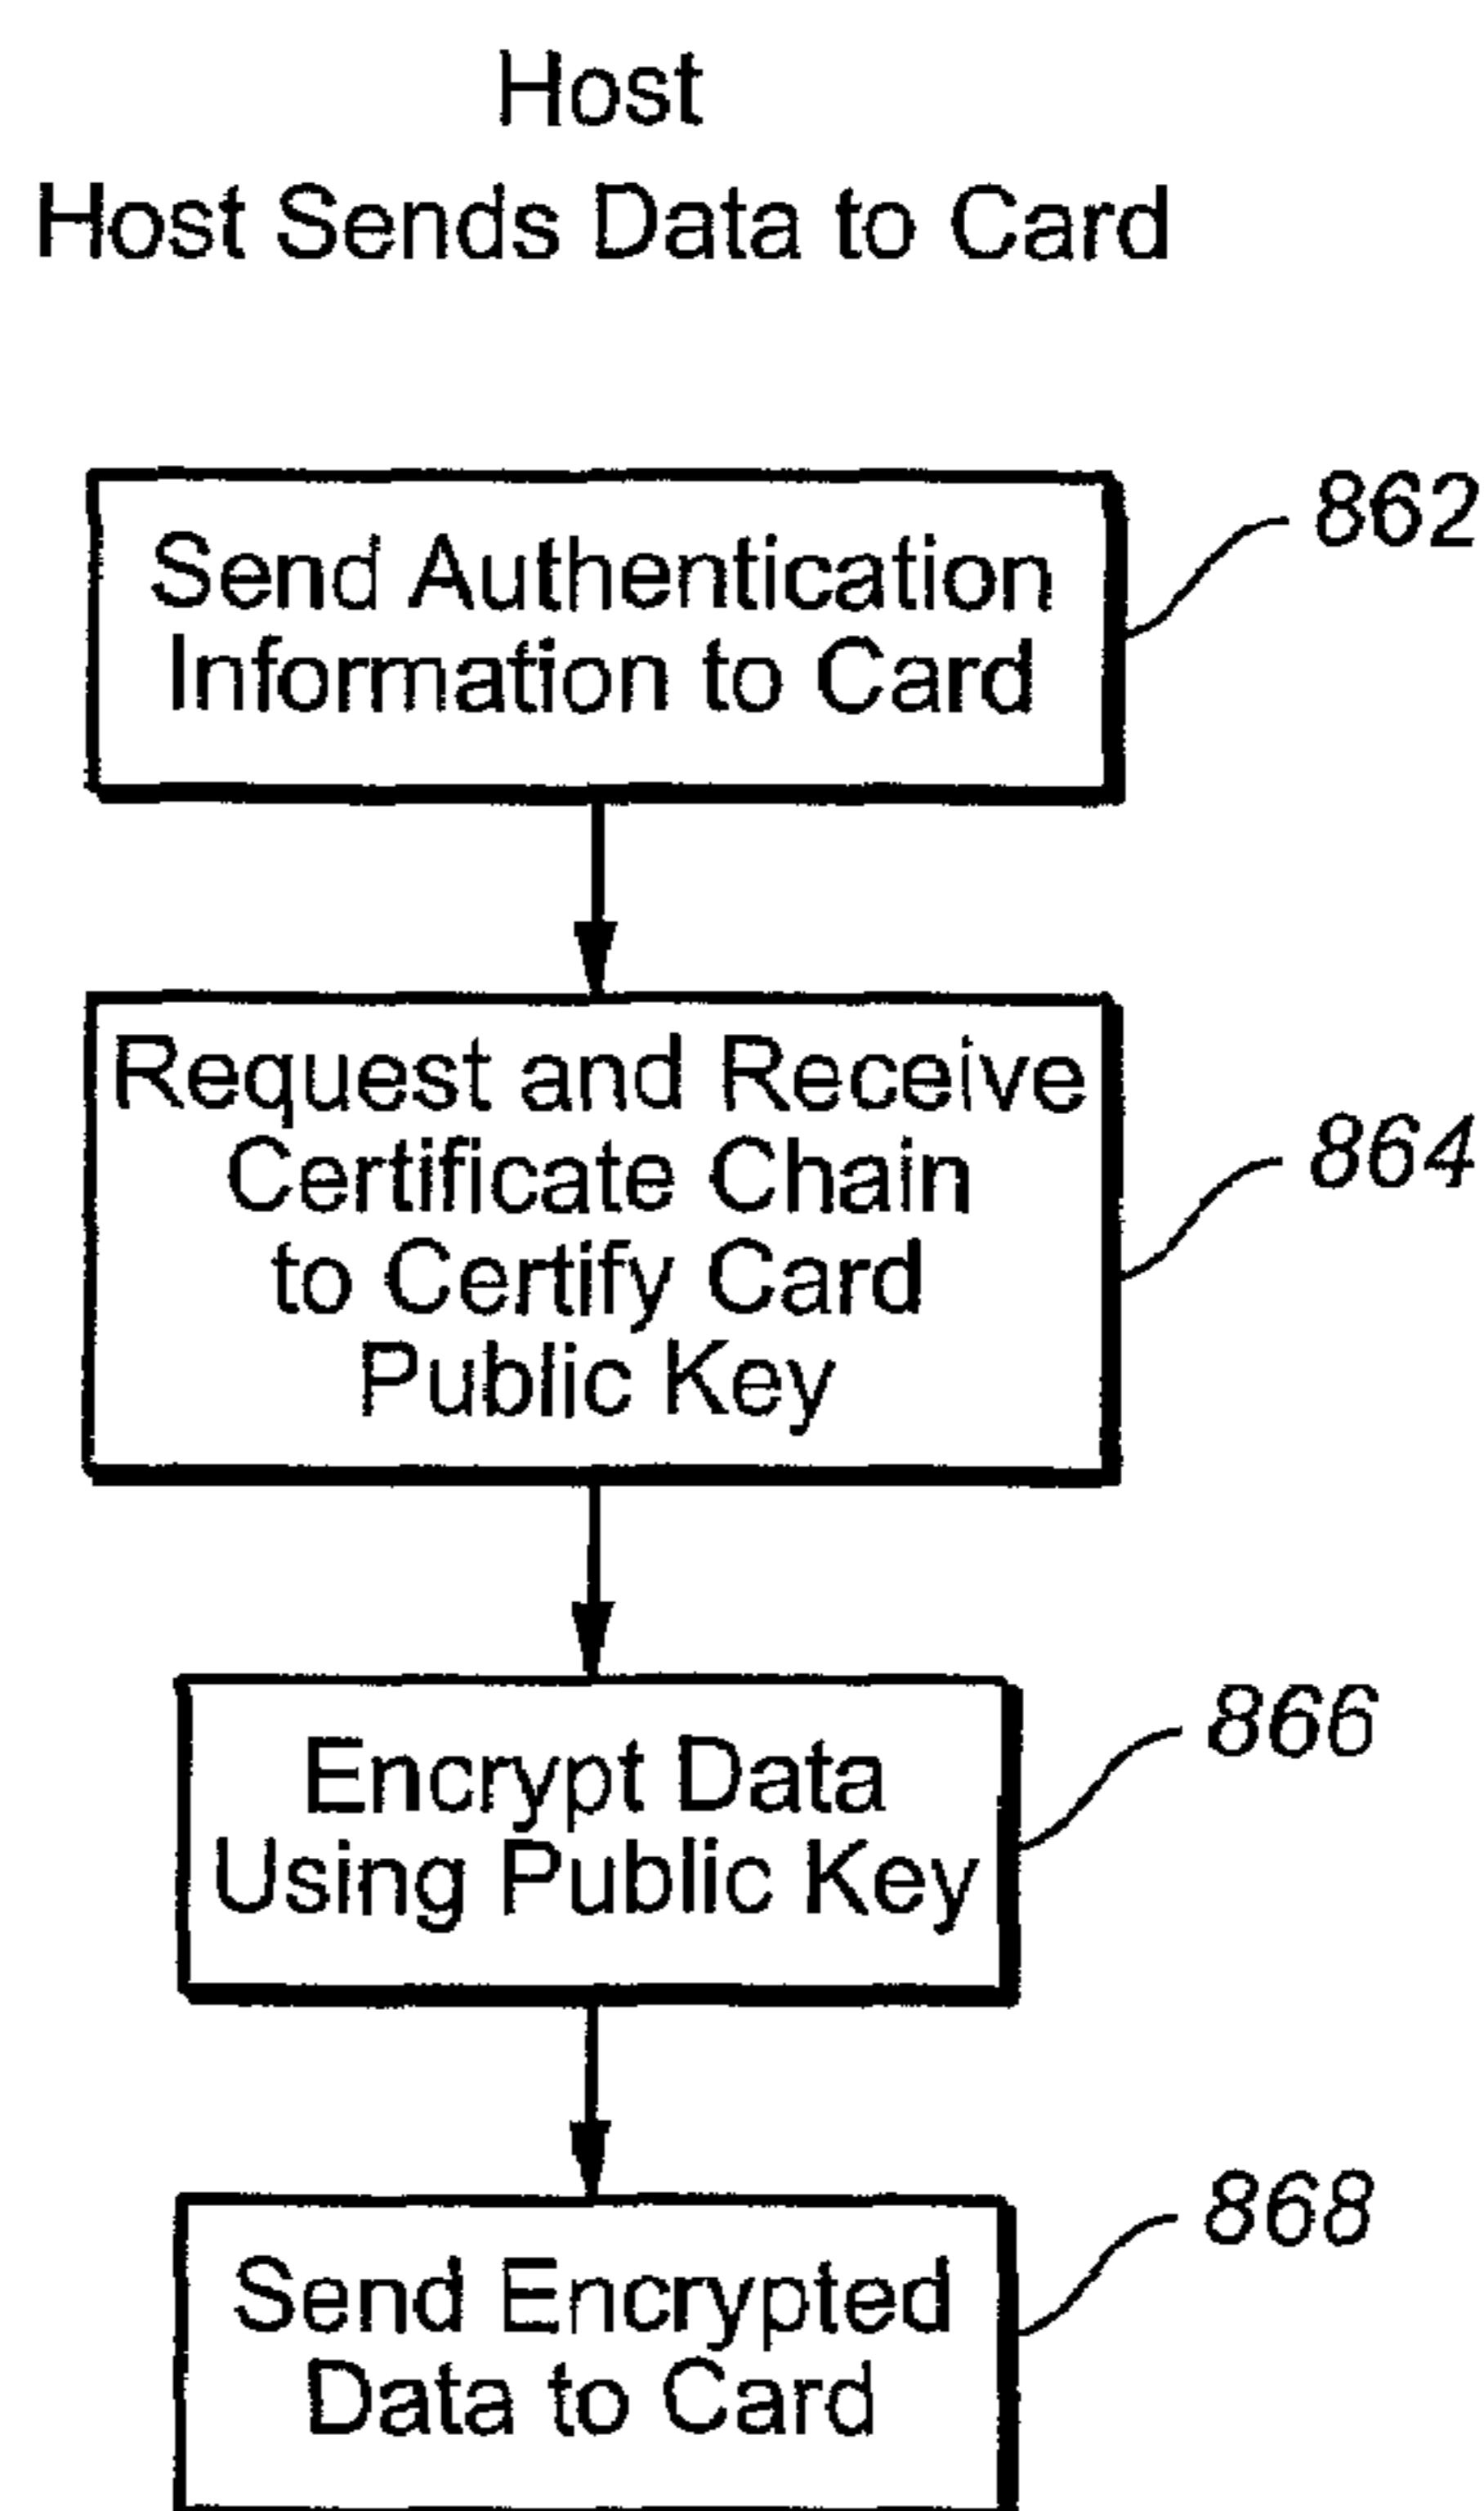 Host
Host Sends Data to Card
Send Authentication
Information to Card
862
Request and Receive
Certificate Chain
to Certify Card
Public Key
864
Encrypt Data
Using Public Key
866
Send Encrypted
Data to Card
868